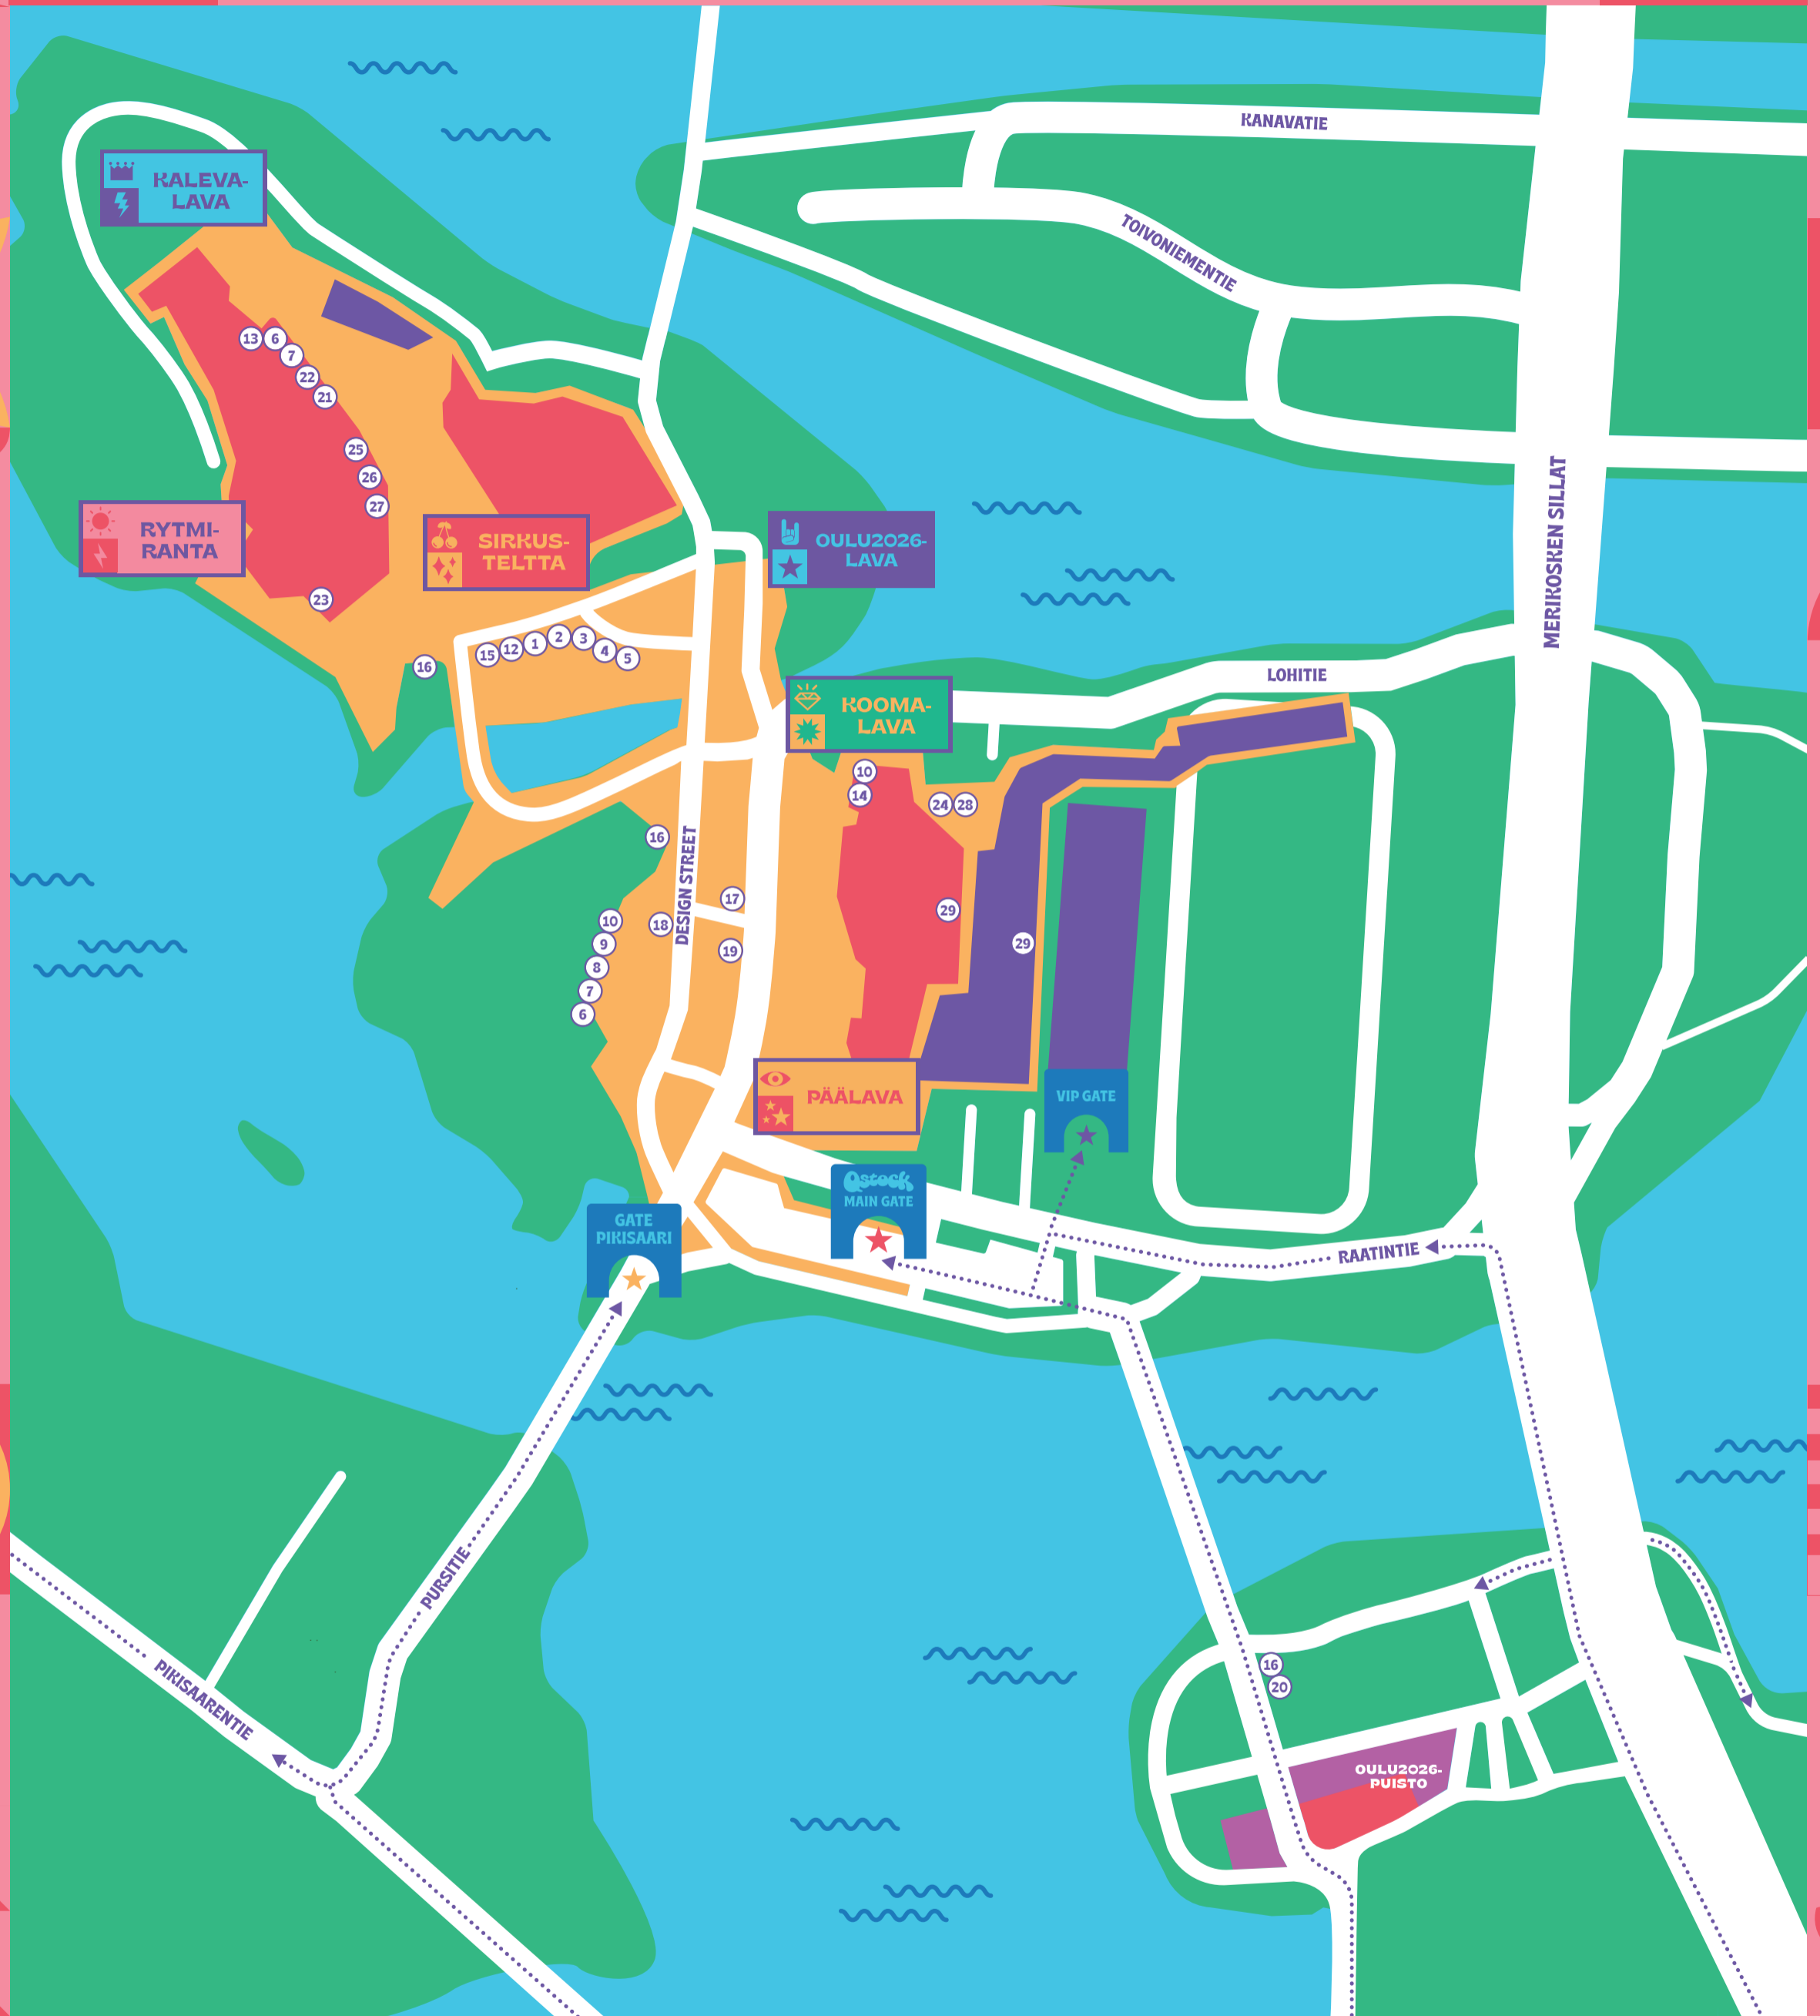 KANAVATIE
KALEVA-
LAVA
TOIVONIEMENTIE
13
6
7
22
21
25
26
27
MERIKOSKEN SILLAT
RYTMI-
RANTA
SIRKUS-
TELTTA
OULU2026-
LAVA
23
15
12
1
2
3
4
5
16
LOHITIE
KOOMA-
LAVA
10
14
24
28
16
DESIGN STREET
17
18
19
10
9
8
7
6
29
29
PÄÄLAVA
VIP GATE
Qstock
MAIN GATE
GATE
PIKISAARI
RAATINTIE
PURSITIE
PIKISAARENTIE
16
20
OULU2026-
PUISTO